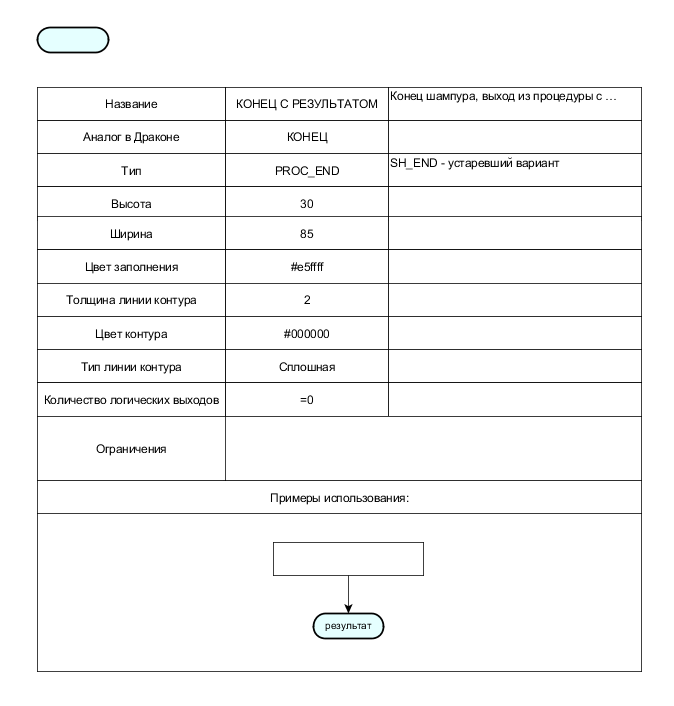 Название КОНЕЦ С РЕЗУЛЬТАТОМ Конец шампура, выход из процедуры с ...
Аналог в Драконе КОНЕЦ
Тип PROC_END SH_END - устаревший вариант
Высота 30
Ширина 85
Цвет заполнения #e5ffff
Толщина линии контура 2
Цвет контура #000000
Тип линии контура Сплошная
Количество логических выходов =0
Ограничения
Примеры использования:
результат